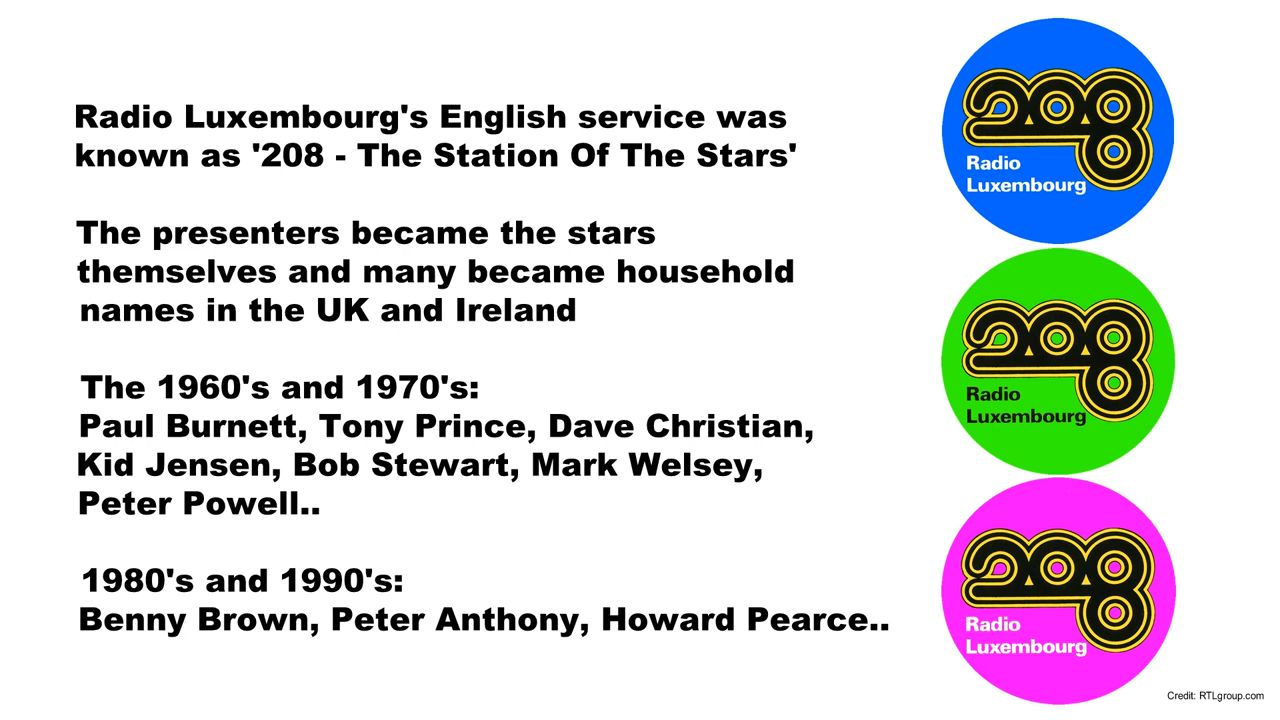 Radio Luxembourg's English service was
known as '208 - The Station Of The Stars'
The presenters became the stars
themselves and many became household
names in the UK and Ireland
The 1960's and 1970's:
Paul Burnett, Tony Prince, Dave Christian,
Kid Jensen, Bob Stewart, Mark Welsey,
Peter Powell..
1980's and 1990's:
Benny Brown, Peter Anthony, Howard Pearce..
208
Radio
Luxembourg
208
Radio
Luxembourg
208
Radio
Luxembourg
Credit: RTLgroup.com